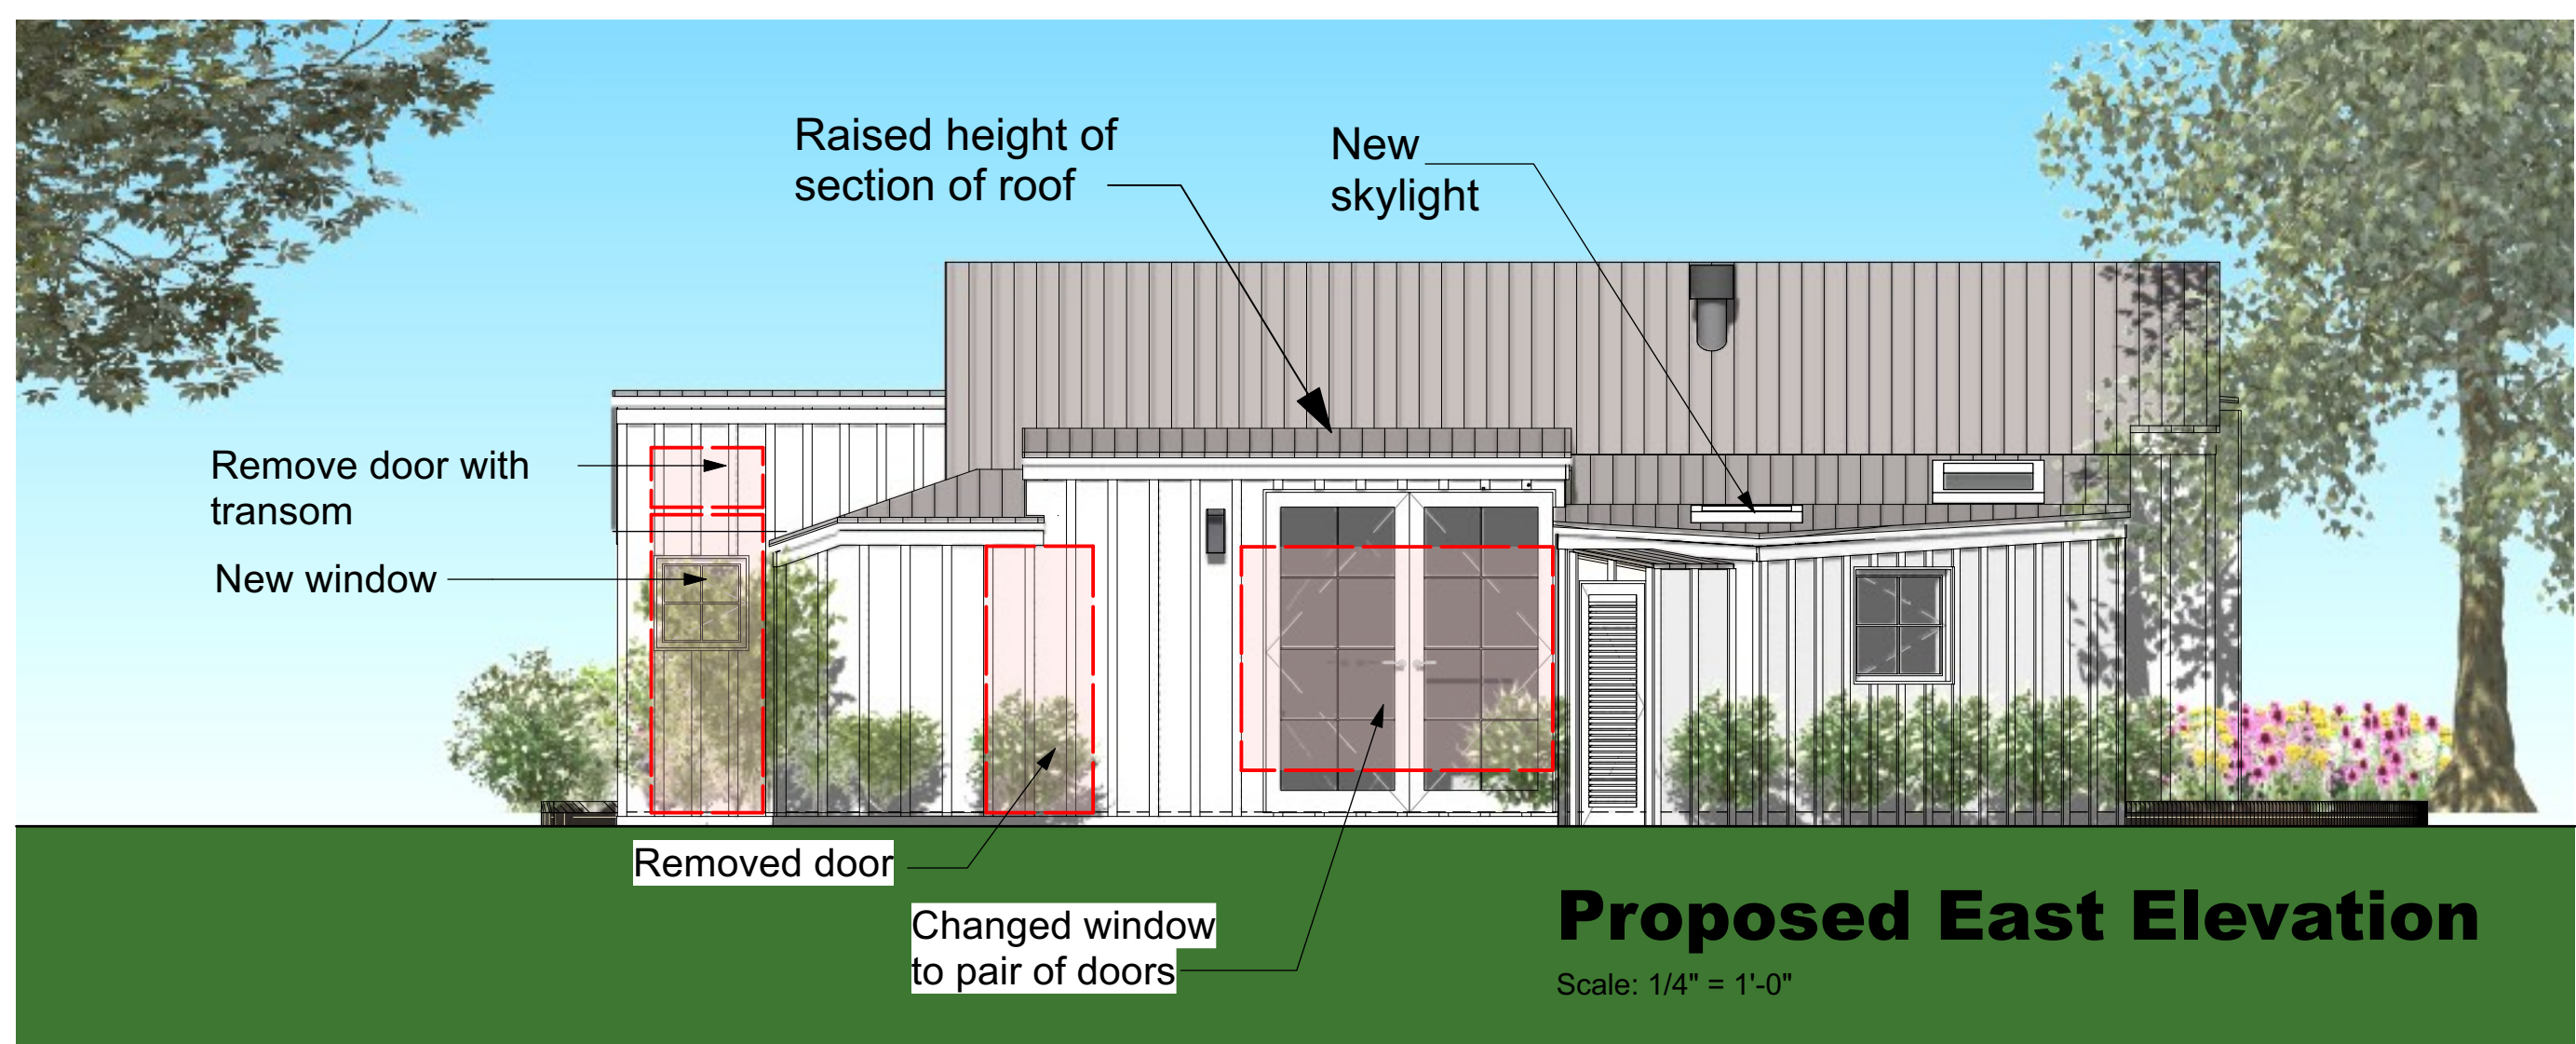 Raised height of
section of roof
New
skylight
Remove door with
transom
New window
Removed door
Changed window
to pair of doors
Proposed East Elevation
Scale: 1/4" = 1'-0"